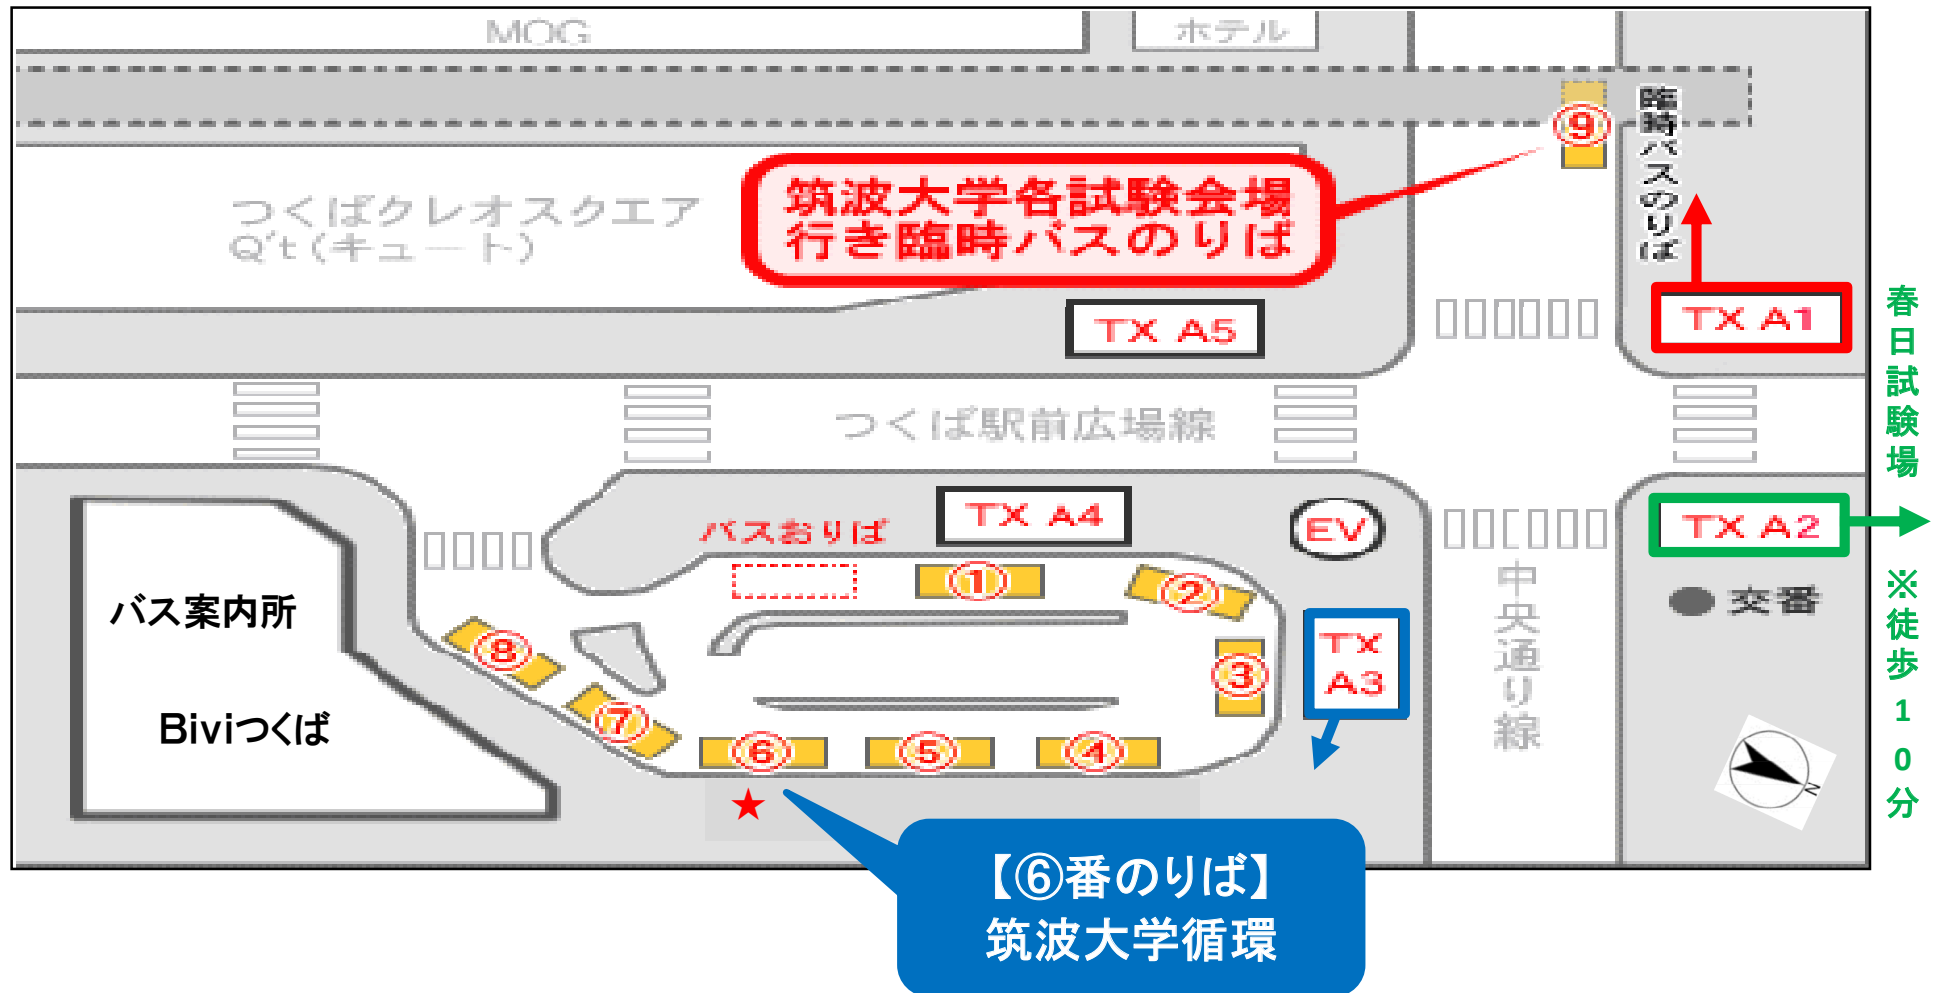 MOG
ホテル
⑨
臨時バスのりば
筑波大学各試験会場
行き臨時バスのりば
つくばクレオスクエア
Q't(キュート)
TX A5
TX A1
つくば駅前広場線
春日試験場
※徒歩10分
TX A4
バスおりば
EV
TX A2
①
②
③
TX
A3
中央通り線
交番
バス案内所
Biviつくば
⑧
⑦
⑥
⑤
④
N
★
【⑥番のりば】
筑波大学循環